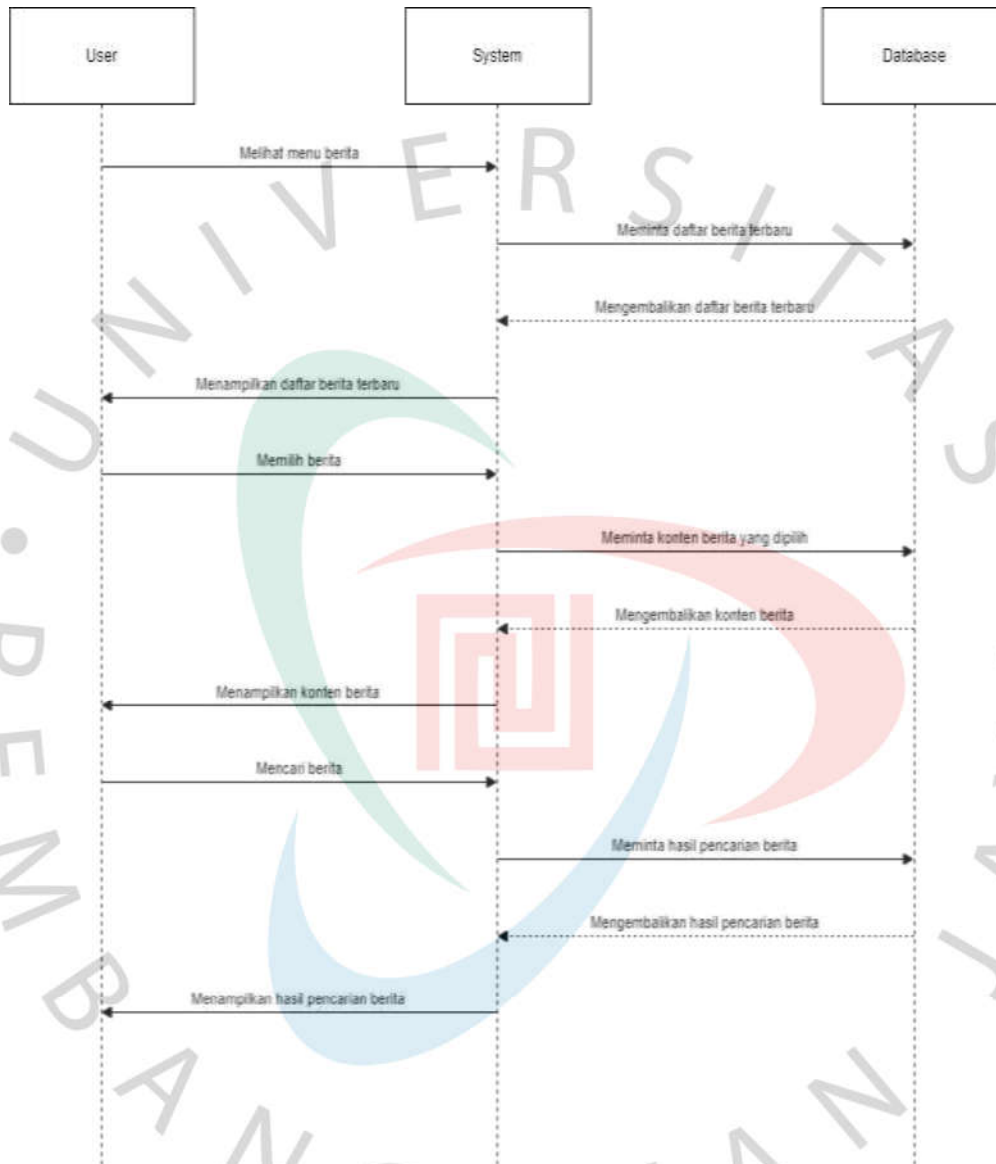 User
System
Database
Melihat menu berita
Meminta daftar berita terbaru
Mengembalikan daftar berita terbaru
Menampilkan daftar berita terbaru
Memilih berita
Meminta konten berita yang dipilih
Mengembalikan konten berita
Menampilkan konten berita
Mencari berita
Meminta hasil pencarian berita
Mengembalikan hasil pencarian berita
Menampilkan hasil pencarian berita
UNIVERSITAS